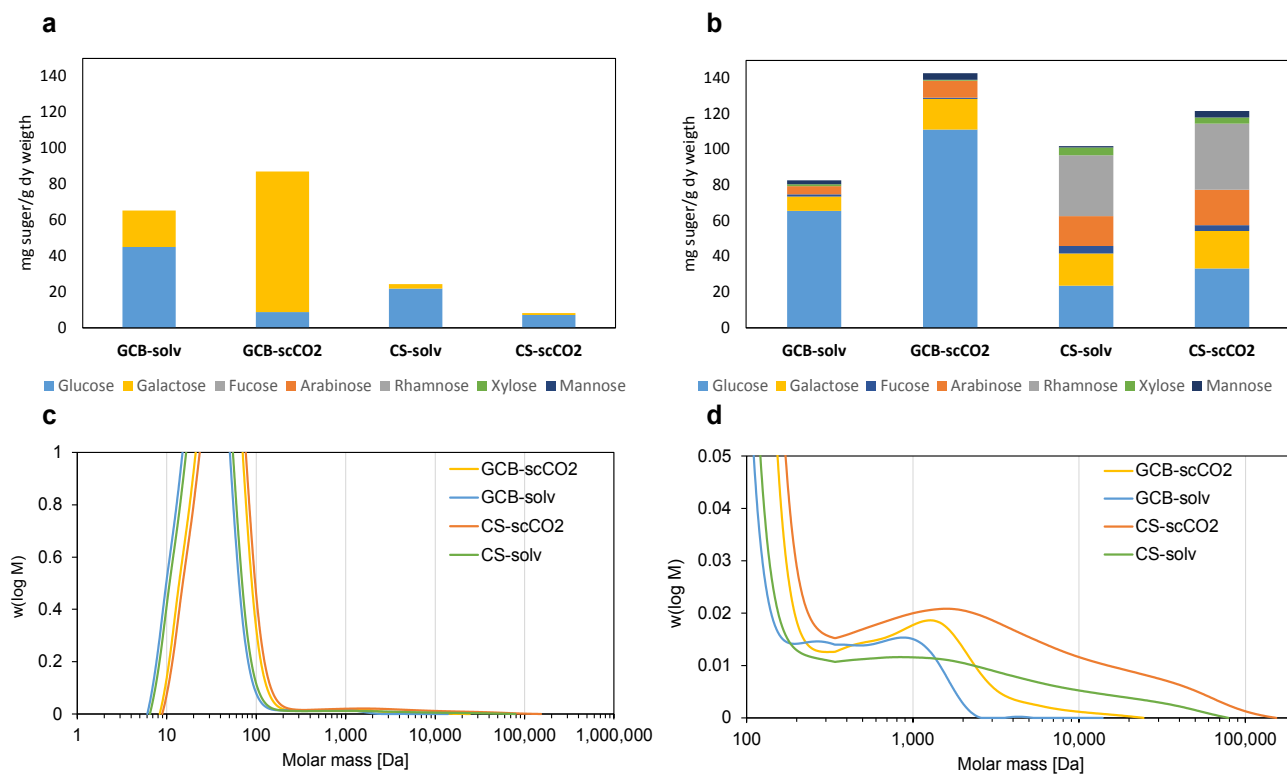 a
140
120
100
80
60
40
20
0
mg suger/g dy weigth
GCB-solv GCB-scCO2 CS-solv CS-scCO2
Glucose Galactose Fucose Arabinose Rhamnose Xylose Mannose
b
140
120
100
80
60
40
20
0
mg suger/g dy weigth
GCB-solv GCB-scCO2 CS-solv CS-scCO2
Glucose Galactose Fucose Arabinose Rhamnose Xylose Mannose
c
1
0.8
0.6
0.4
0.2
0
w(log M)
GCB-scCO2
GCB-solv
CS-scCO2
CS-solv
1 10 100 1,000 10,000 100,000 1,000,000
Molar mass [Da]
d
0.05
0.04
0.03
0.02
0.01
0
w(log M)
GCB-scCO2
GCB-solv
CS-scCO2
CS-solv
100 1,000 10,000 100,000
Molar mass [Da]